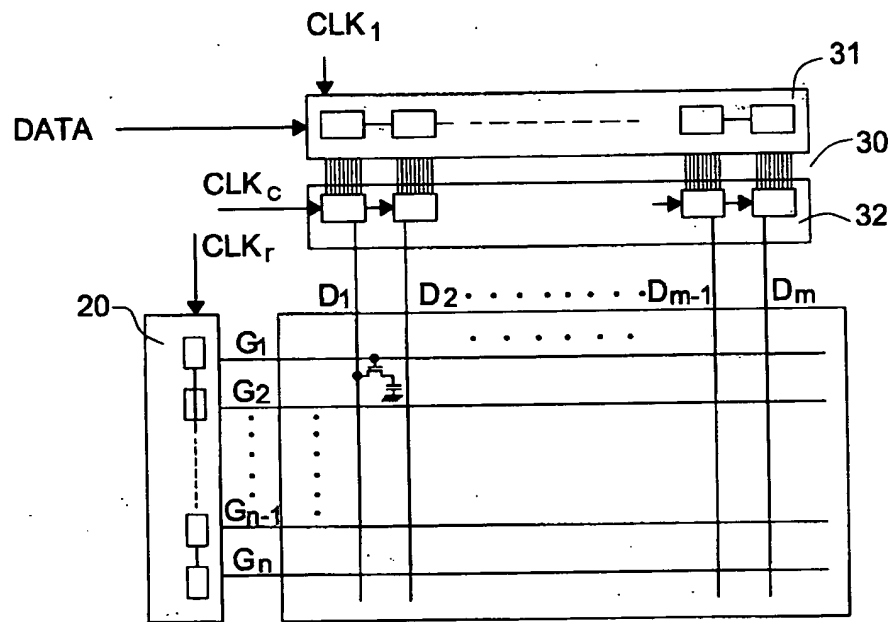 CLK1
31
DATA
30
CLKc
32
CLKr
20
D1 D2 Dm-1 Dm
G1
G2
Gn-1
Gn